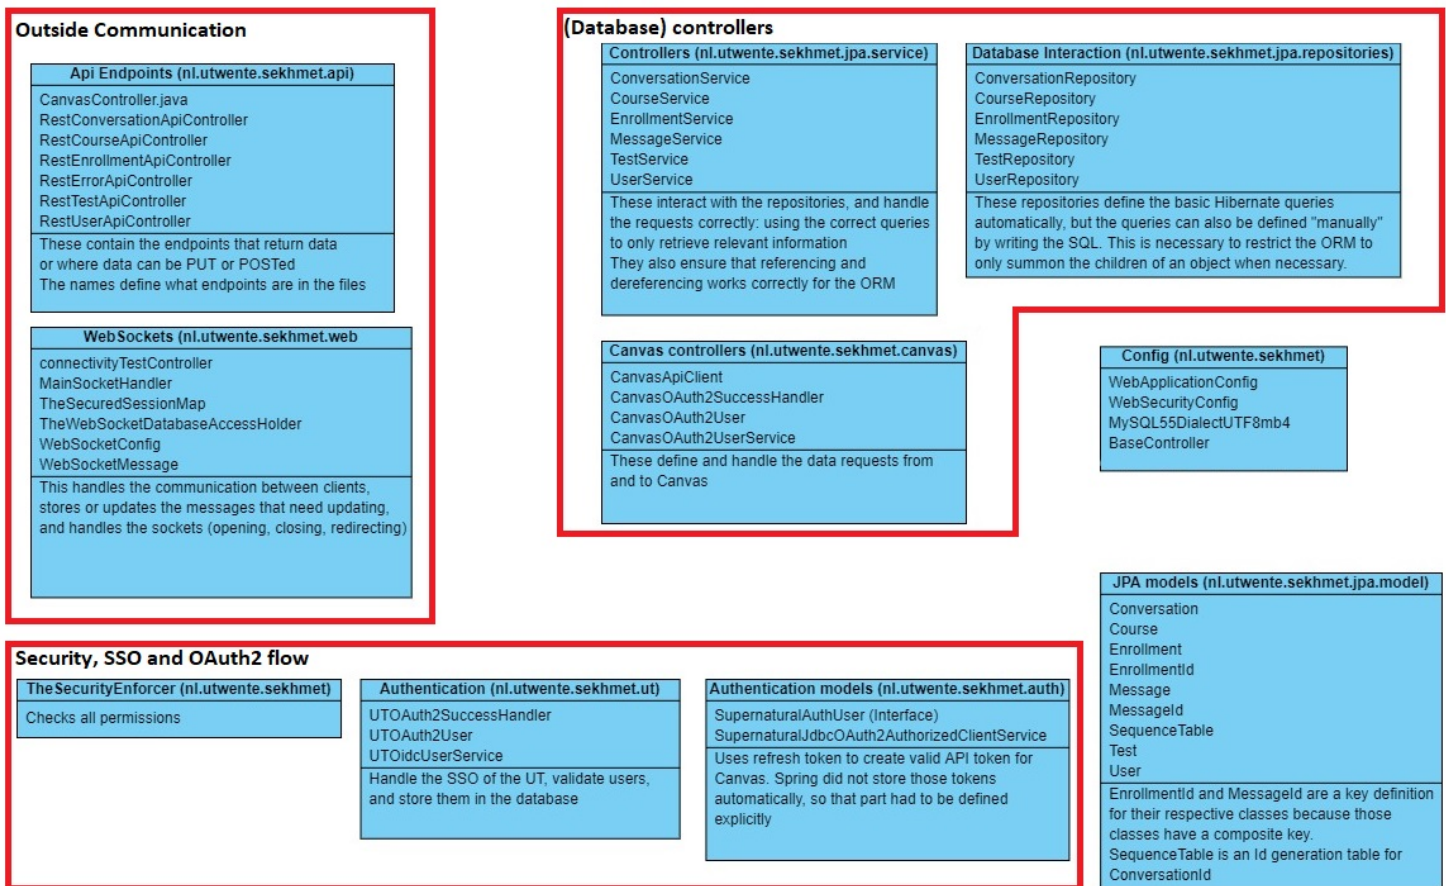 Outside Communication
Api Endpoints (nl.utwente.sekhmet.api)
CanvasController.java
RestConversationApiController
RestCourseApiController
RestEnrollmentApiController
RestErrorApiController
RestTestApiController
RestUserApiController
These contain the endpoints that return data
or where data can be PUT or POSTed
The names define what endpoints are in the files
WebSockets (nl.utwente.sekhmet.web
connectivityTestController
MainSocketHandler
TheSecuredSessionMap
TheWebSocketDatabaseAccessHolder
WebSocketConfig
WebSocketMessage
This handles the communication between clients,
stores or updates the messages that need updating,
and handles the sockets (opening, closing, redirecting)
(Database) controllers
Controllers (nl.utwente.sekhmet.jpa.service)
ConversationService
CourseService
EnrollmentService
MessageService
TestService
UserService
These interact with the repositories, and handle
the requests correctly: using the correct queries
to only retrieve relevant information
They also ensure that referencing and
dereferencing works correctly for the ORM
Database Interaction (nl.utwente.sekhmet.jpa.repositories)
ConversationRepository
CourseRepository
EnrollmentRepository
MessageRepository
TestRepository
UserRepository
These repositories define the basic Hibernate queries
automatically, but the queries can also be defined "manually"
by writing the SQL. This is necessary to restrict the ORM to
only summon the children of an object when necessary.
Canvas controllers (nl.utwente.sekhmet.canvas)
CanvasApiClient
CanvasOAuth2SuccessHandler
CanvasOAuth2User
CanvasOAuth2UserService
These define and handle the data requests from
and to Canvas
Config (nl.utwente.sekhmet)
WebApplicationConfig
WebSecurityConfig
MySQL55DialectUTF8mb4
BaseController
Security, SSO and OAuth2 flow
TheSecurityEnforcer (nl.utwente.sekhmet)
Checks all permissions
Authentication (nl.utwente.sekhmet.ut)
UTOAuth2SuccessHandler
UTOAuth2User
UTOidcUserService
Handle the SSO of the UT, validate users,
and store them in the database
Authentication models (nl.utwente.sekhmet.auth)
SupernaturalAuthUser (Interface)
SupernaturalJdbcOAuth2AuthorizedClientService
Uses refresh token to create valid API token for
Canvas. Spring did not store those tokens
automatically, so that part had to be defined
explicitly
JPA models (nl.utwente.sekhmet.jpa.model)
Conversation
Course
Enrollment
EnrollmentId
Message
MessageId
SequenceTable
Test
User
EnrollmentId and MessageId are a key definition
for their respective classes because those
classes have a composite key.
SequenceTable is an Id generation table for
ConversationId